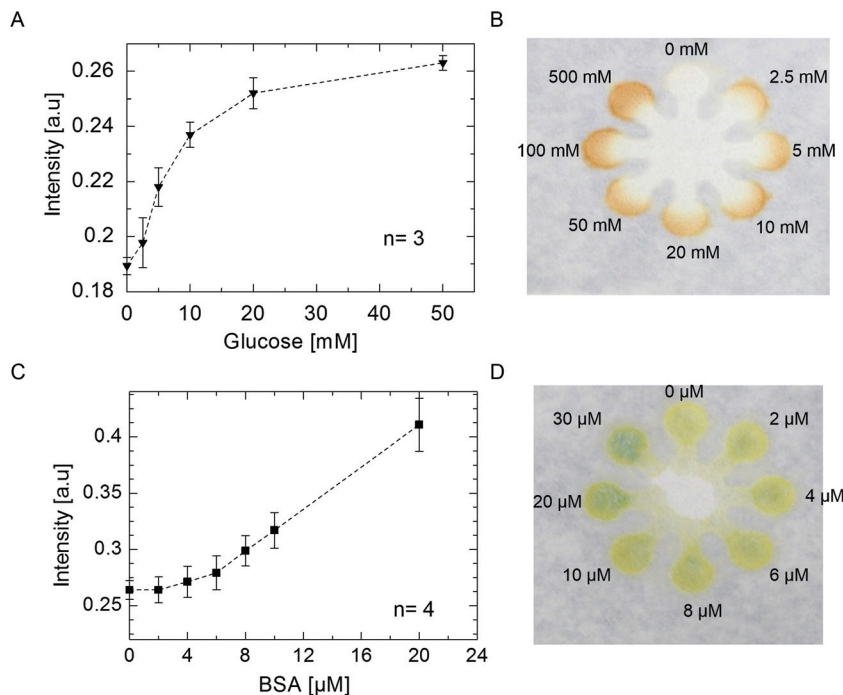 A
Intensity [a.u]
0.26
0.24
0.22
0.2
0.18
n= 3
0 10 20 30 40 50
Glucose [mM]
B
0 mM
500 mM 2.5 mM
100 mM 5 mM
50 mM 10 mM
20 mM
C
Intensity [a.u]
0.4
0.35
0.3
0.25
n= 4
0 4 8 12 16 20 24
BSA [µM]
D
0 µM
30 µM 2 µM
20 µM 4 µM
10 µM 6 µM
8 µM